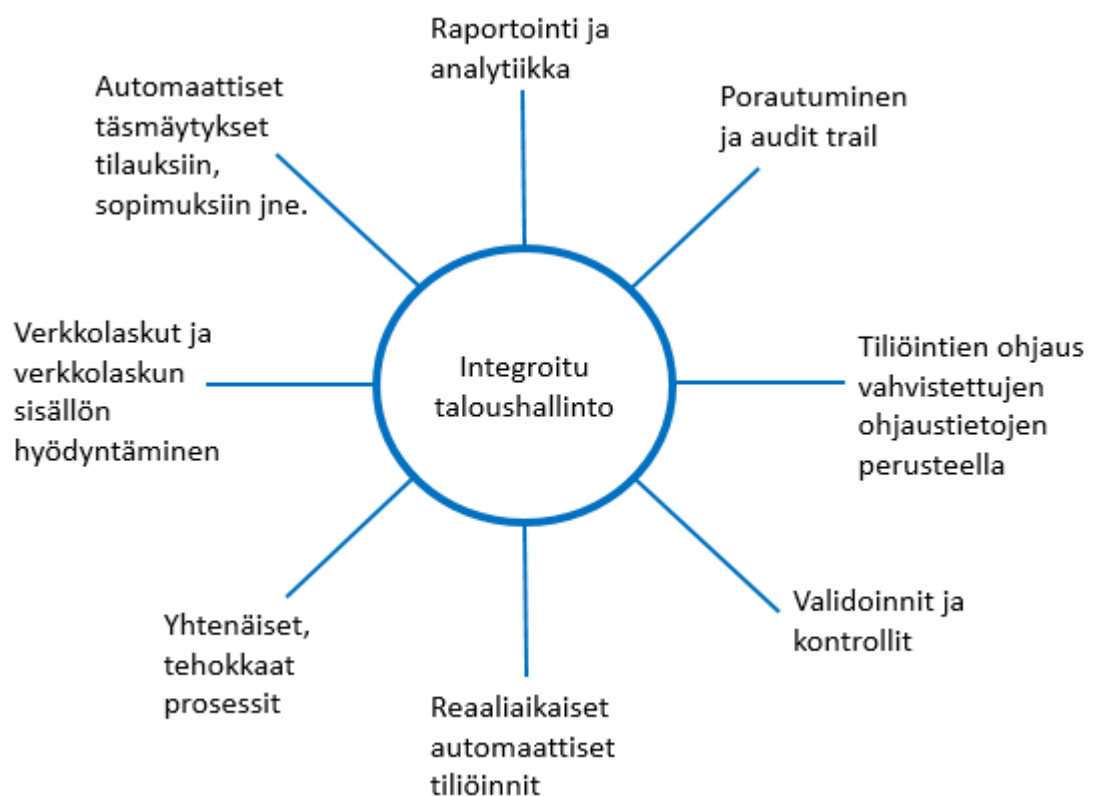 Raportointi ja
analytiikka
Automaattiset
täsmäytykset
tilauksiin,
sopimuksiin jne.
Porautuminen
ja audit trail
Verkkolaskut ja
verkkolaskun
sisällön
hyödyntäminen
Integroitu
taloushallinto
Tiliöintien ohjaus
vahvistettujen
ohjaustietojen
perusteella
Yhtenäiset,
tehokkaat
prosessit
Validoinnit ja
kontrollit
Reaaliaikaiset
automaattiset
tiliöinnit